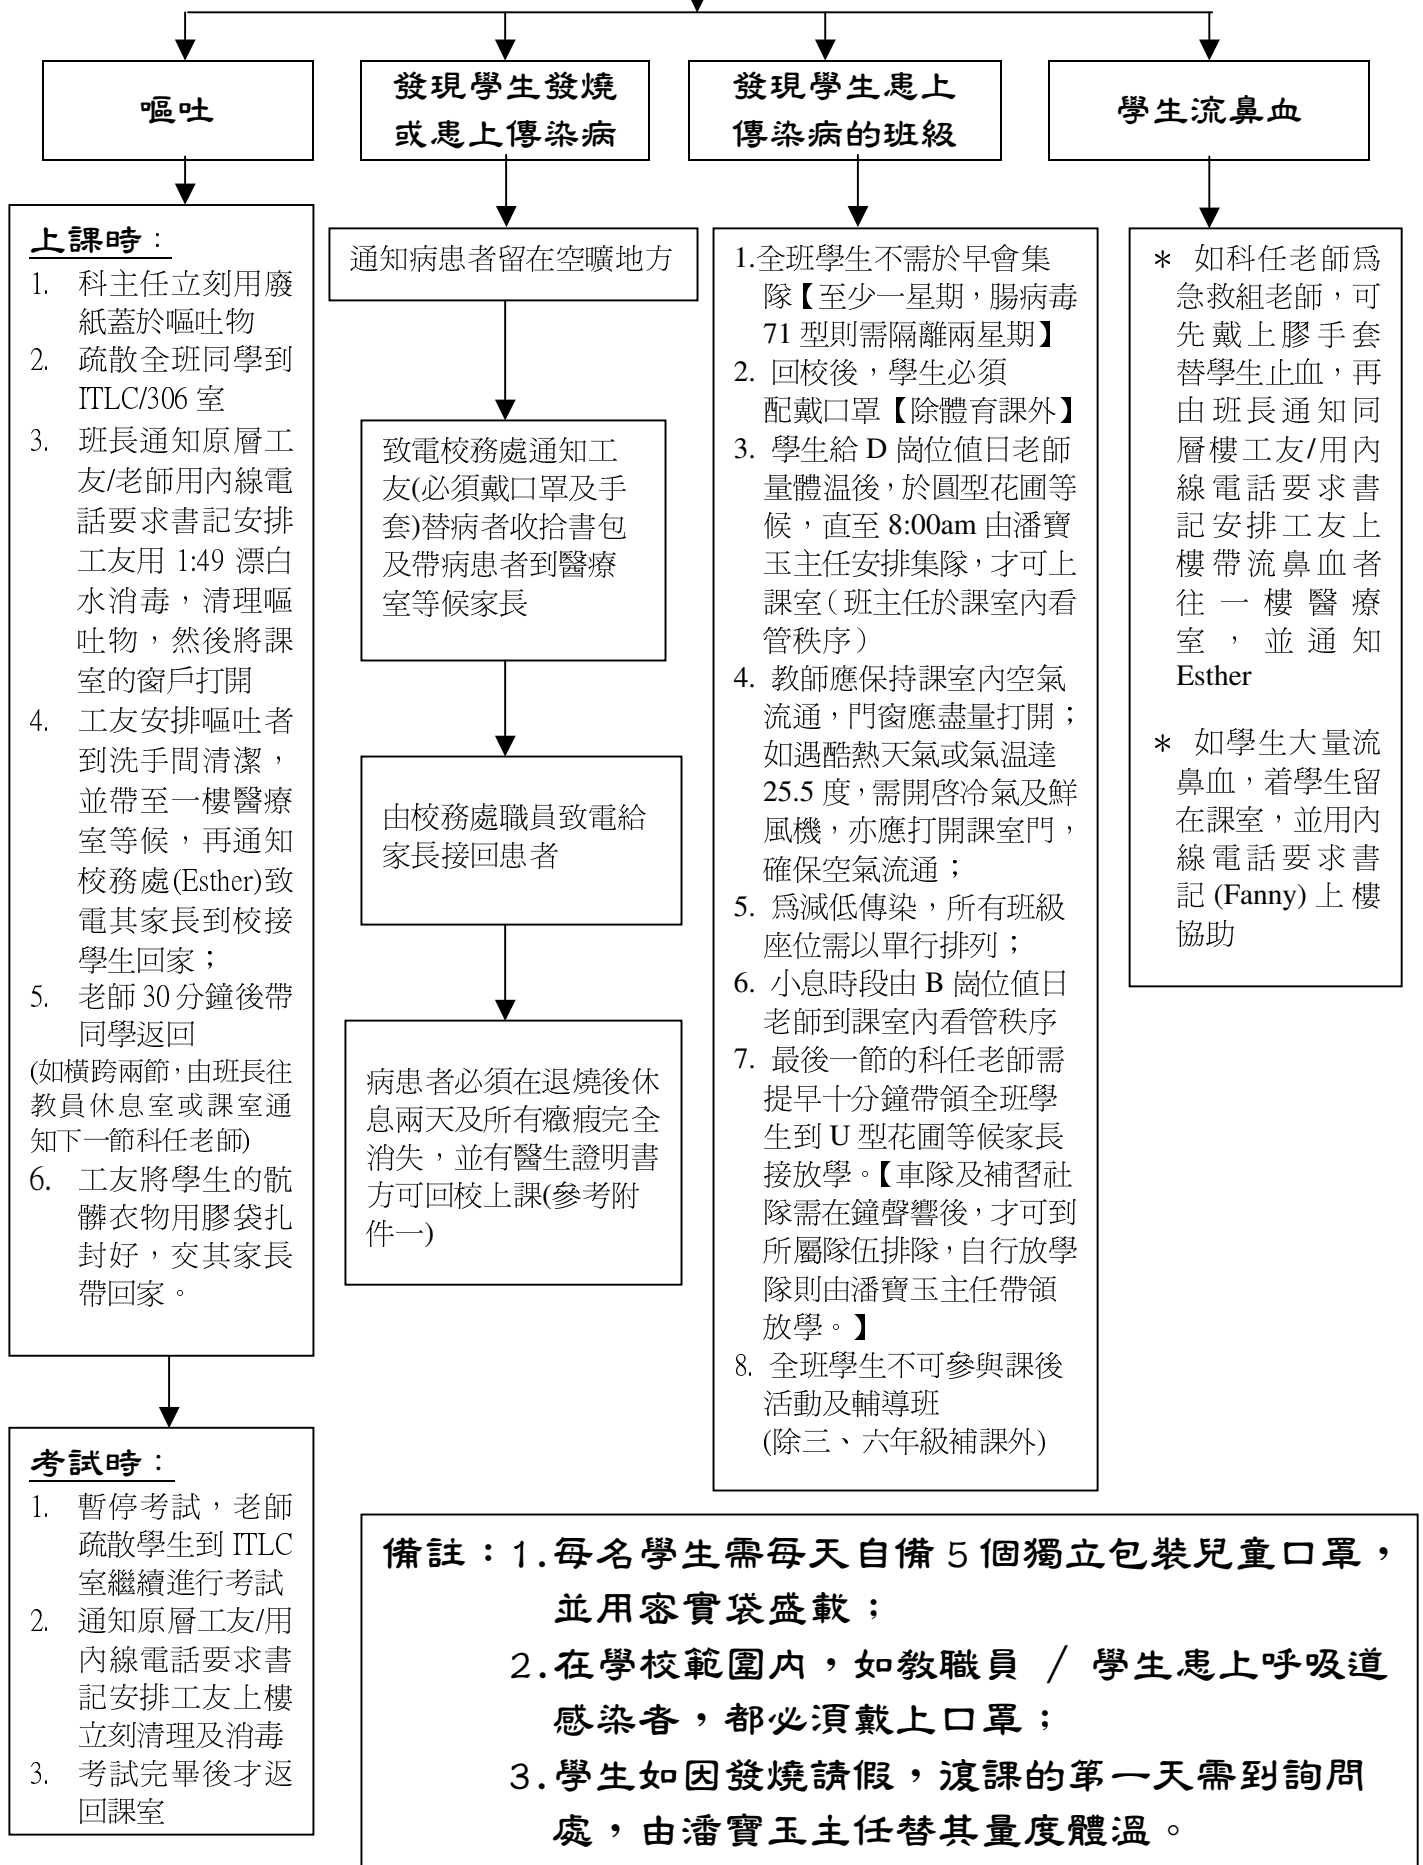 嘔吐
發現學生發燒
或患上傳染病
發現學生患上
傳染病的班級
學生流鼻血
上課時：
1. 科主任立刻用廢
紙蓋於嘔吐物
2. 疏散全班同學到
ITLC/306 室
3. 班長通知原層工
友/老師用內線電
話要求書記安排
工友用 1:49 漂白
水消毒，清理嘔
吐物，然後將課
室的窗戶打開
4. 工友安排嘔吐者
到洗手間清潔，
並帶至一樓醫療
室等候，再通知
校務處(Esther)致
電其家長到校接
學生回家；
5. 老師 30 分鐘後帶
同學返回
(如橫跨兩節，由班長往
教員休息室或課室通
知下一節科任老師)
6. 工友將學生的骯
髒衣物用膠袋扎
封好，交其家長
帶回家。
考試時：
1. 暫停考試，老師
疏散學生到 ITLC
室繼續進行考試
2. 通知原層工友/用
內線電話要求書
記安排工友上樓
立刻清理及消毒
3. 考試完畢後才返
回課室
通知病患者留在空曠地方
致電校務處通知工
友(必須戴口罩及手
套)替病者收拾書包
及帶病患者到醫療
室等候家長
由校務處職員致電給
家長接回患者
病患者必須在退燒後休
息兩天及所有癥瘕完全
消失，並有醫生證明書
方可回校上課(參考附
件一)
1.全班學生不需於早會集
隊【至少一星期，腸病毒
71 型則需隔離兩星期】
2. 回校後，學生必須
配戴口罩【除體育課外】
3. 學生給 D 崗位值日老師
量體溫後，於圓型花圃等
候，直至 8:00am 由潘寶
玉主任安排集隊，才可上
課室（班主任於課室內看
管秩序）
4. 教師應保持課室內空氣
流通，門窗應盡量打開；
如遇酷熱天氣或氣溫達
25.5 度，需開啓冷氣及鮮
風機，亦應打開課室門，
確保空氣流通；
5. 為減低傳染，所有班級
座位需以單行排列；
6. 小息時段由 B 崗位值日
老師到課室內看管秩序
7. 最後一節的科任老師需
提早十分鐘帶領全班學
生到 U 型花圃等候家長
接放學。【車隊及補習社
隊需在鐘聲響後，才可到
所屬隊伍排隊，自行放學
隊則由潘寶玉主任帶領
放學。】
8. 全班學生不可參與課後
活動及輔導班
(除三、六年級補課外)
＊ 如科任老師為
急救組老師，可
先戴上膠手套
替學生止血，再
由班長通知同
層樓工友/用內
線電話要求書
記安排工友上
樓帶流鼻血者
往一樓醫療
室，並通知
Esther
＊ 如學生大量流
鼻血，着學生留
在課室，並用內
線電話要求書
記 (Fanny) 上樓
協助
備註：1.每名學生需每天自備 5 個獨立包裝兒童口罩，
並用密實袋盛載；
2.在學校範圍內，如教職員 / 學生患上呼吸道
感染者，都必須戴上口罩；
3.學生如因發燒請假，復課的第一天需到詢問
處，由潘寶玉主任替其量度體溫。